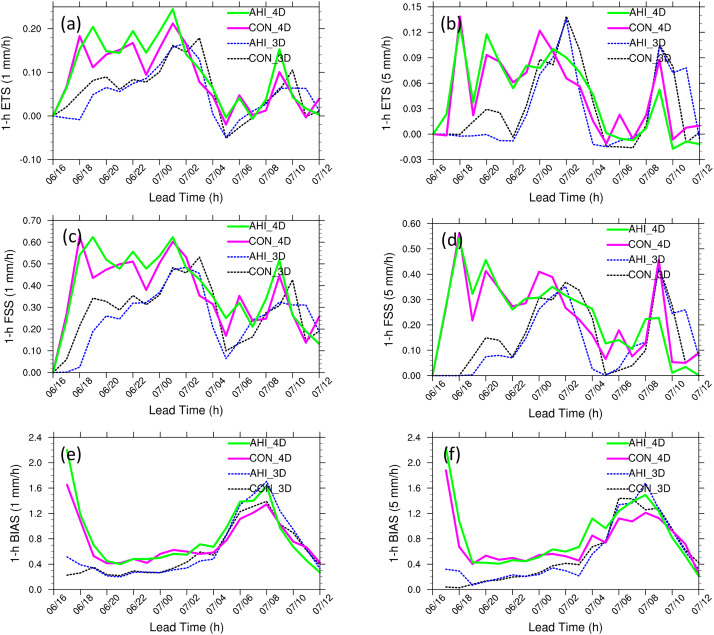 (a)
AHI_4D
CON_4D
AHI_3D
CON_3D
1-h ETS (1 mm/h)
0.20
0.10
0.00
-0.10
06/16
06/18
06/20
06/22
07/00
07/02
07/04
07/06
07/08
07/10
07/12
Lead Time (h)
(b)
AHI_4D
CON_4D
AHI_3D
CON_3D
1-h ETS (5 mm/h)
0.15
0.12
0.09
0.06
0.03
0.00
-0.03
06/16
06/18
06/20
06/22
07/00
07/02
07/04
07/06
07/08
07/10
07/12
Lead Time (h)
(c)
AHI_4D
CON_4D
AHI_3D
CON_3D
1-h FSS (1 mm/h)
0.70
0.60
0.50
0.40
0.30
0.20
0.10
0.00
06/16
06/18
06/20
06/22
07/00
07/02
07/04
07/06
07/08
07/10
07/12
Lead Time (h)
(d)
AHI_4D
CON_4D
AHI_3D
CON_3D
1-h FSS (5 mm/h)
0.60
0.50
0.40
0.30
0.20
0.10
0.00
06/16
06/18
06/20
06/22
07/00
07/02
07/04
07/06
07/08
07/10
07/12
Lead Time (h)
(e)
AHI_4D
CON_4D
AHI_3D
CON_3D
1-h BIAS (1 mm/h)
2.4
2.0
1.6
1.2
0.8
0.4
0.0
06/16
06/18
06/20
06/22
07/00
07/02
07/04
07/06
07/08
07/10
07/12
Lead Time (h)
(f)
AHI_4D
CON_4D
AHI_3D
CON_3D
1-h BIAS (5 mm/h)
2.4
2.0
1.6
1.2
0.8
0.4
0.0
06/16
06/18
06/20
06/22
07/00
07/02
07/04
07/06
07/08
07/10
07/12
Lead Time (h)